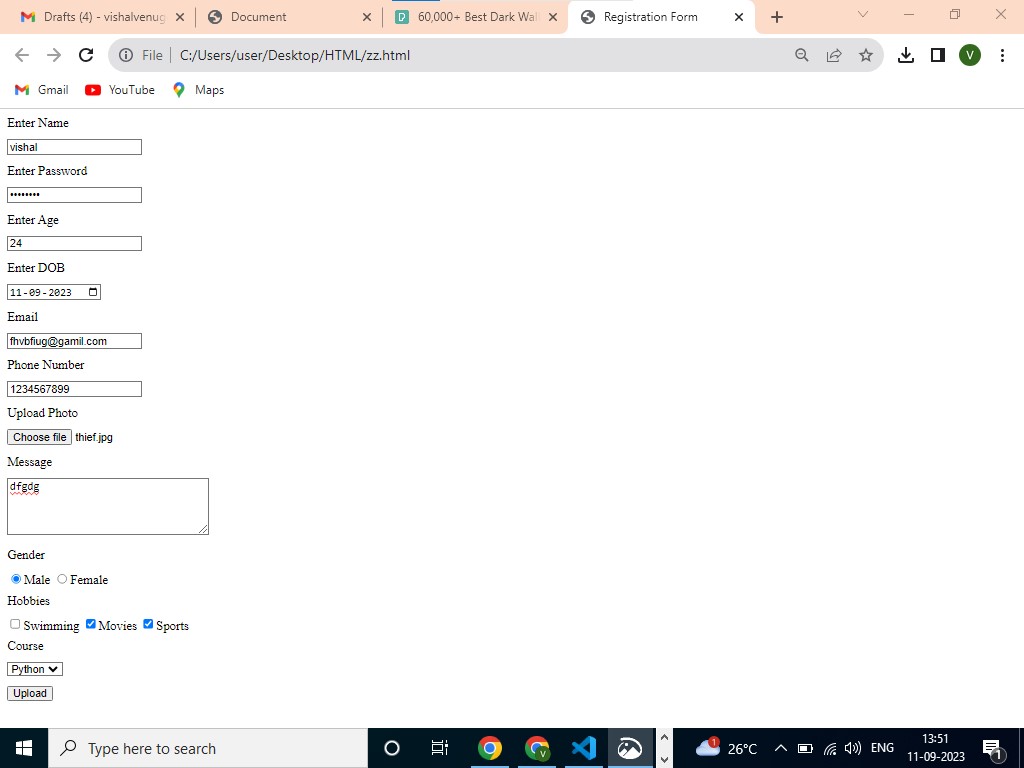 Drafts (4) - vishalvenug
Document
60,000+ Best Dark Wal
Registration Form
File
C:/Users/user/Desktop/HTML/zz.html
V
Gmail
YouTube
Maps
Enter Name
vishal
Enter Password
••••••••
Enter Age
24
Enter DOB
11-09-2023
Email
fhvbfiug@gamil.com
Phone Number
1234567899
Upload Photo
Choose file thief.jpg
Message
dfgdg
Gender
Male Female
Hobbies
Swimming Movies Sports
Course
Python
Upload
Type here to search
V
1
26°C
ENG
13:51
11-09-2023
1